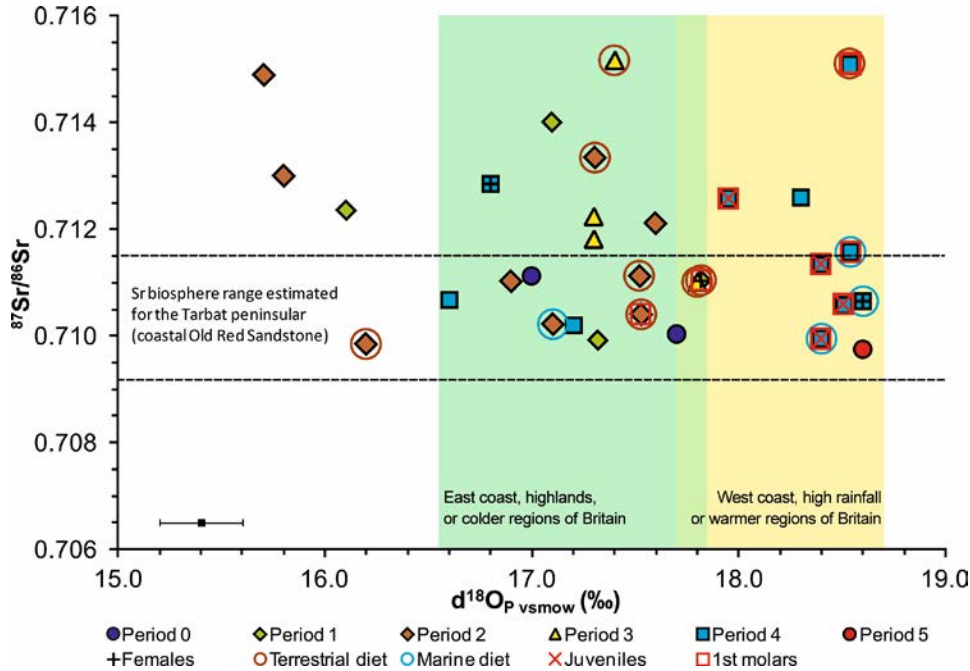 0.716
0.714
0.712
0.710
0.708
0.706
87Sr/86Sr
Sr biosphere range estimated
for the Tarbat peninsular
(coastal Old Red Sandstone)
East coast, highlands,
or colder regions of Britain
West coast, high rainfall
or warmer regions of Britain
15.0 16.0 17.0 18.0 19.0
d18OP vsmow (‰)
Period 0 Period 1 Period 2 Period 3 Period 4 Period 5
Females Terrestrial diet Marine diet Juveniles 1st molars